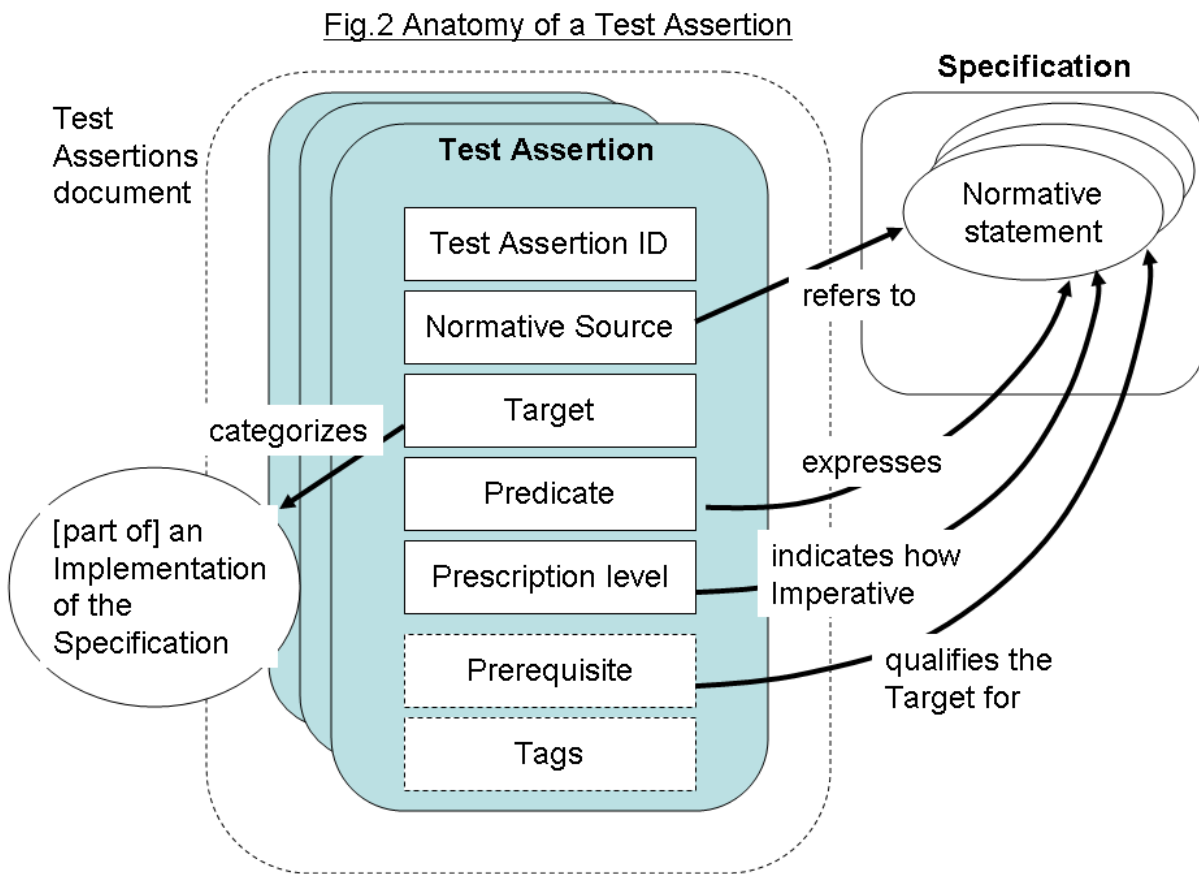 Fig.2 Anatomy of a Test Assertion
Specification
Test
Assertions
document
Test Assertion
Normative
statement
Test Assertion ID
Normative Source
refers to
Target
categorizes
Predicate
expresses
[part of] an
Implementation
of the
Specification
Prescription level
indicates how
Imperative
Prerequisite
qualifies the
Target for
Tags